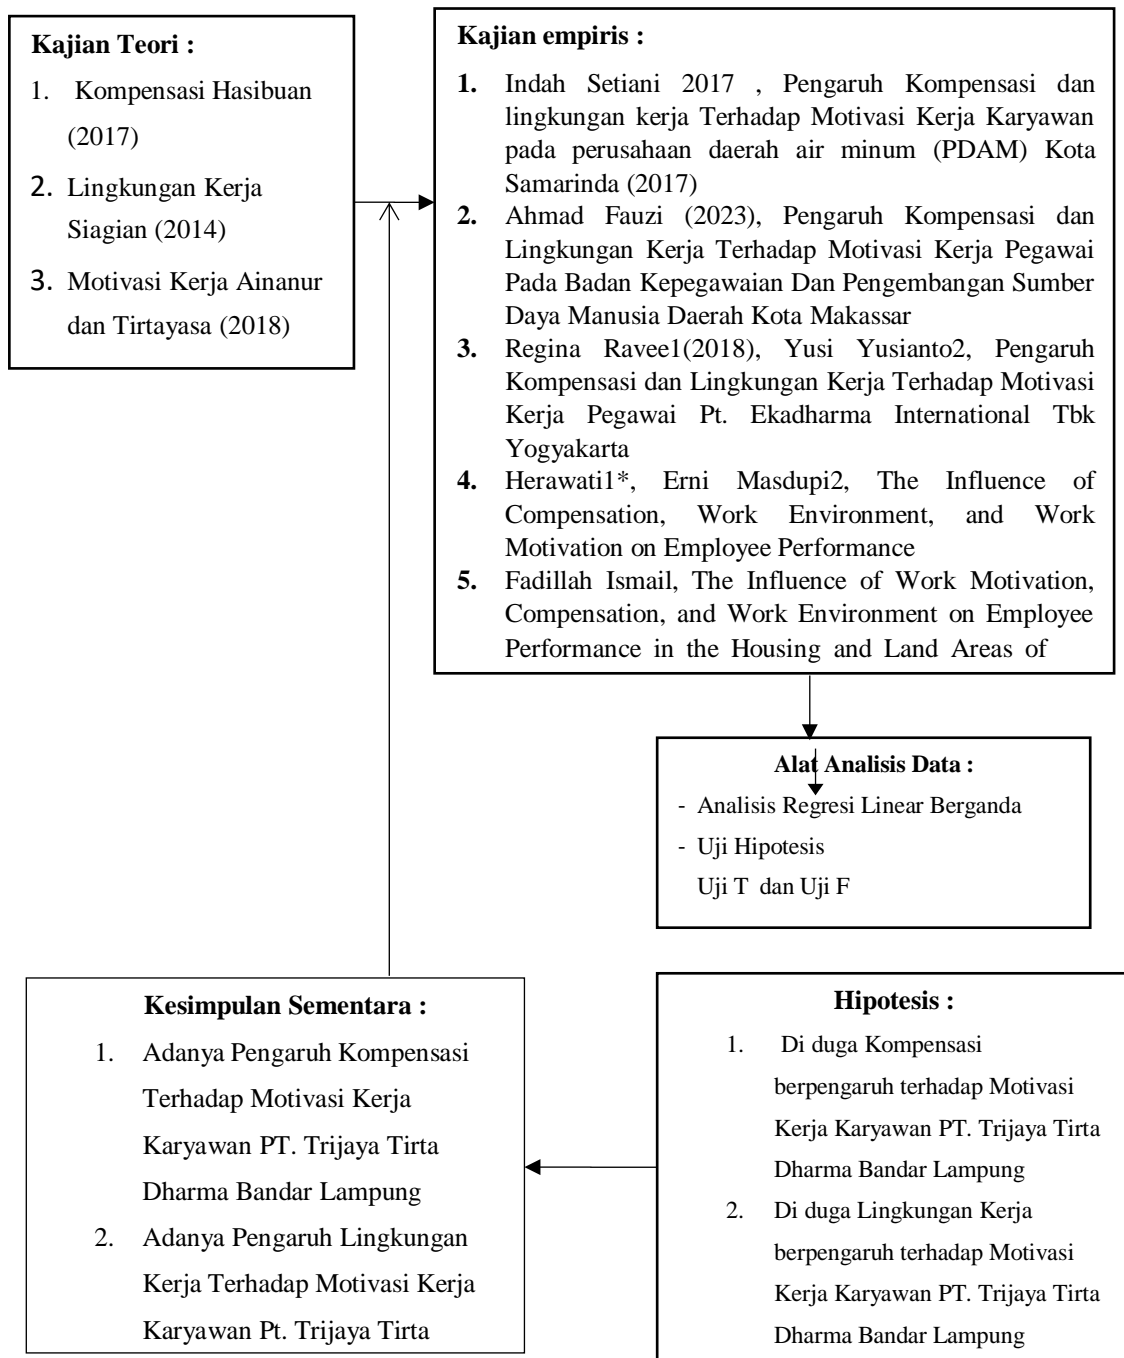 Kajian Teori :
1. Kompensasi Hasibuan
(2017)
2. Lingkungan Kerja
Siagian (2014)
3. Motivasi Kerja Ainanur
dan Tirtayasa (2018)
Kajian empiris :
1. Indah Setiani 2017 , Pengaruh Kompensasi dan
lingkungan kerja Terhadap Motivasi Kerja Karyawan
pada perusahaan daerah air minum (PDAM) Kota
Samarinda (2017)
2. Ahmad Fauzi (2023), Pengaruh Kompensasi dan
Lingkungan Kerja Terhadap Motivasi Kerja Pegawai
Pada Badan Kepegawaian Dan Pengembangan Sumber
Daya Manusia Daerah Kota Makassar
3. Regina Ravee1(2018), Yusi Yusianto2, Pengaruh
Kompensasi dan Lingkungan Kerja Terhadap Motivasi
Kerja Pegawai Pt. Ekadharma International Tbk
Yogyakarta
4. Herawati1*, Erni Masdupi2, The Influence of
Compensation, Work Environment, and Work
Motivation on Employee Performance
5. Fadillah Ismail, The Influence of Work Motivation,
Compensation, and Work Environment on Employee
Performance in the Housing and Land Areas of
Alat Analisis Data :
- Analisis Regresi Linear Berganda
- Uji Hipotesis
Uji T dan Uji F
Kesimpulan Sementara :
1. Adanya Pengaruh Kompensasi
Terhadap Motivasi Kerja
Karyawan PT. Trijaya Tirta
Dharma Bandar Lampung
2. Adanya Pengaruh Lingkungan
Kerja Terhadap Motivasi Kerja
Karyawan Pt. Trijaya Tirta
Hipotesis :
1. Di duga Kompensasi
berpengaruh terhadap Motivasi
Kerja Karyawan PT. Trijaya Tirta
Dharma Bandar Lampung
2. Di duga Lingkungan Kerja
berpengaruh terhadap Motivasi
Kerja Karyawan PT. Trijaya Tirta
Dharma Bandar Lampung